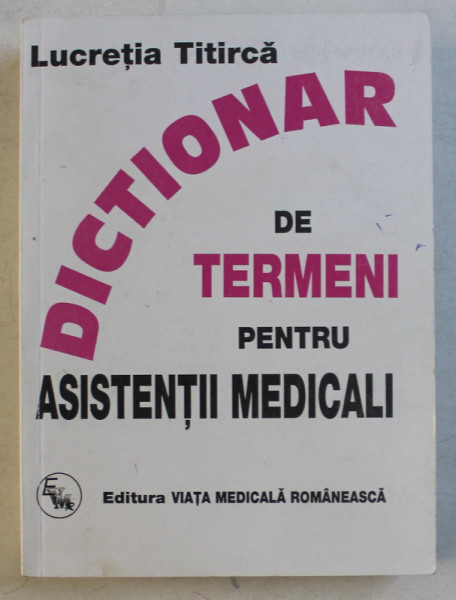 Lucreția Titircă
DICTIONAR
DE
TERMENI
PENTRU
ASISTENȚII MEDICALI
Editura VIAȚA MEDICALĂ ROMÂNEASCĂ